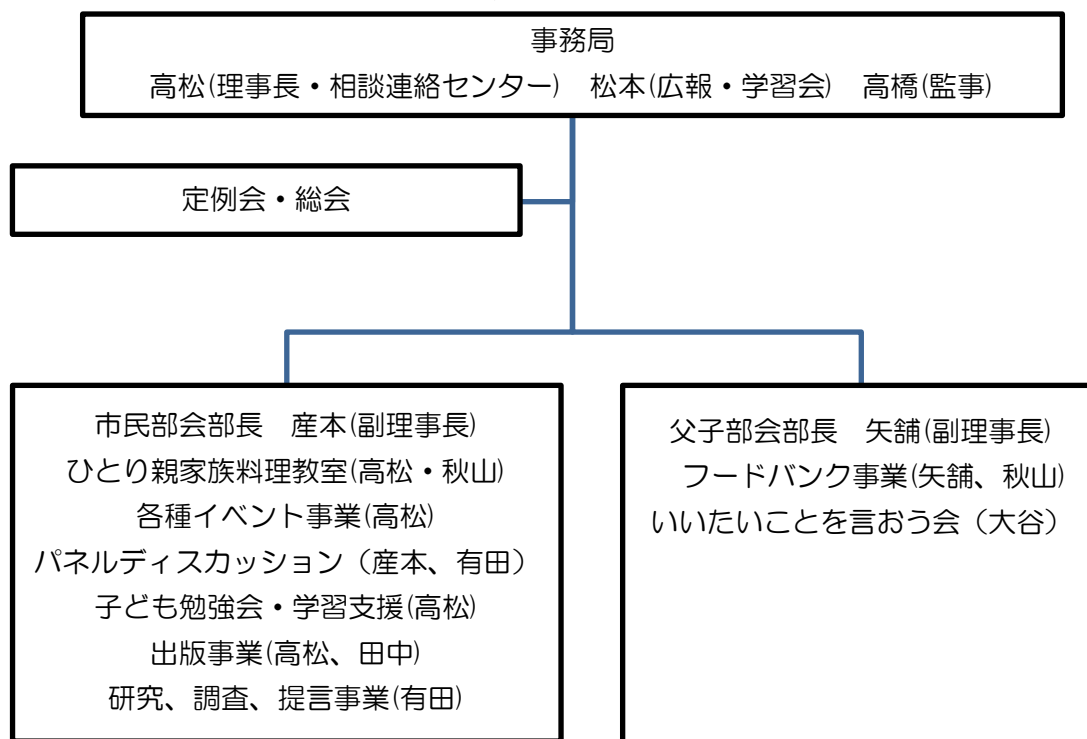 事務局
高松(理事長・相談連絡センター)　松本(広報・学習会)　高橋(監事)
定例会・総会
市民部会部長　産本(副理事長)
ひとり親家族料理教室(高松・秋山)
各種イベント事業(高松)
パネルディスカッション（産本、有田）
子ども勉強会・学習支援(高松)
出版事業(高松、田中)
研究、調査、提言事業(有田)
父子部会部長　矢舗(副理事長)
フードバンク事業(矢舗、秋山)
いいたいことを言おう会（大谷）